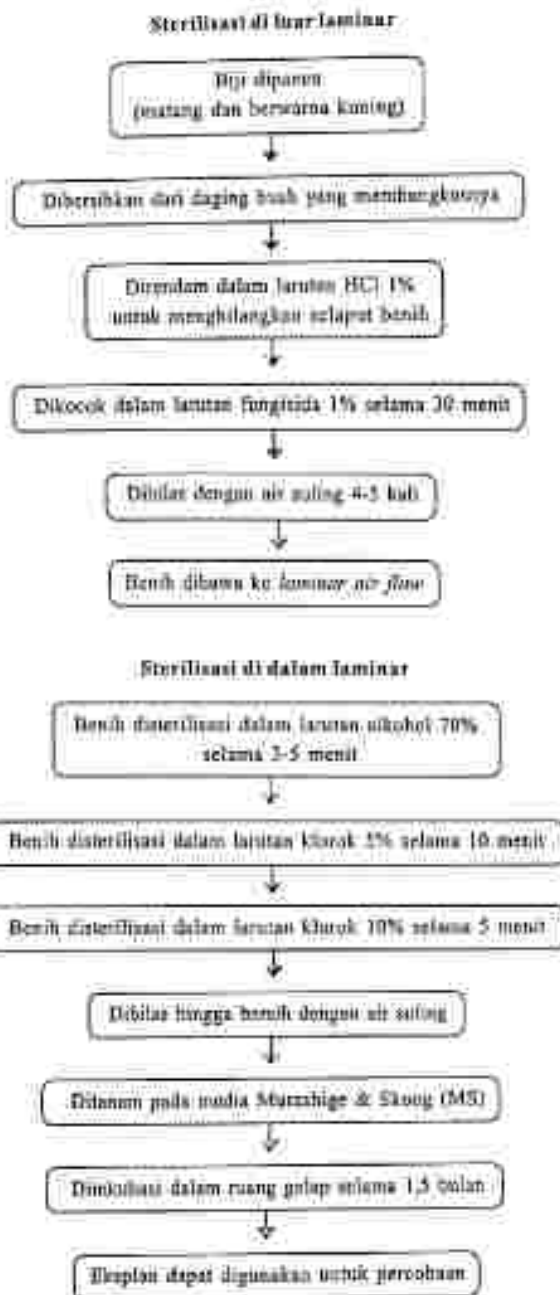 Sterilisasi di luar laminar
Biji dipanen
(matang dan berwarna kuning)
Dibersihkan dari daging buah yang membungkusnya
Direndam dalam larutan HCl 1%
untuk menghilangkan selaput benih
Dikocok dalam larutan fungisida 1% selama 30 menit
Dibilas dengan air suling 4-5 kali
Benih dibawa ke laminar air flow
Sterilisasi di dalam laminar
Benih disterilisasi dalam larutan alkohol 70%
selama 3-5 menit
Benih disterilisasi dalam larutan klorok selama 10 menit
Benih disterilisasi dalam larutan klorok 10% selama 5 menit
Dibilas hingga bersih dengan air suling
Ditanam pada media Murashige & Skoog (MS)
Diinkubasi dalam ruang gelap selama 1,5 bulan
Eksplan dapat digunakan untuk percobaan